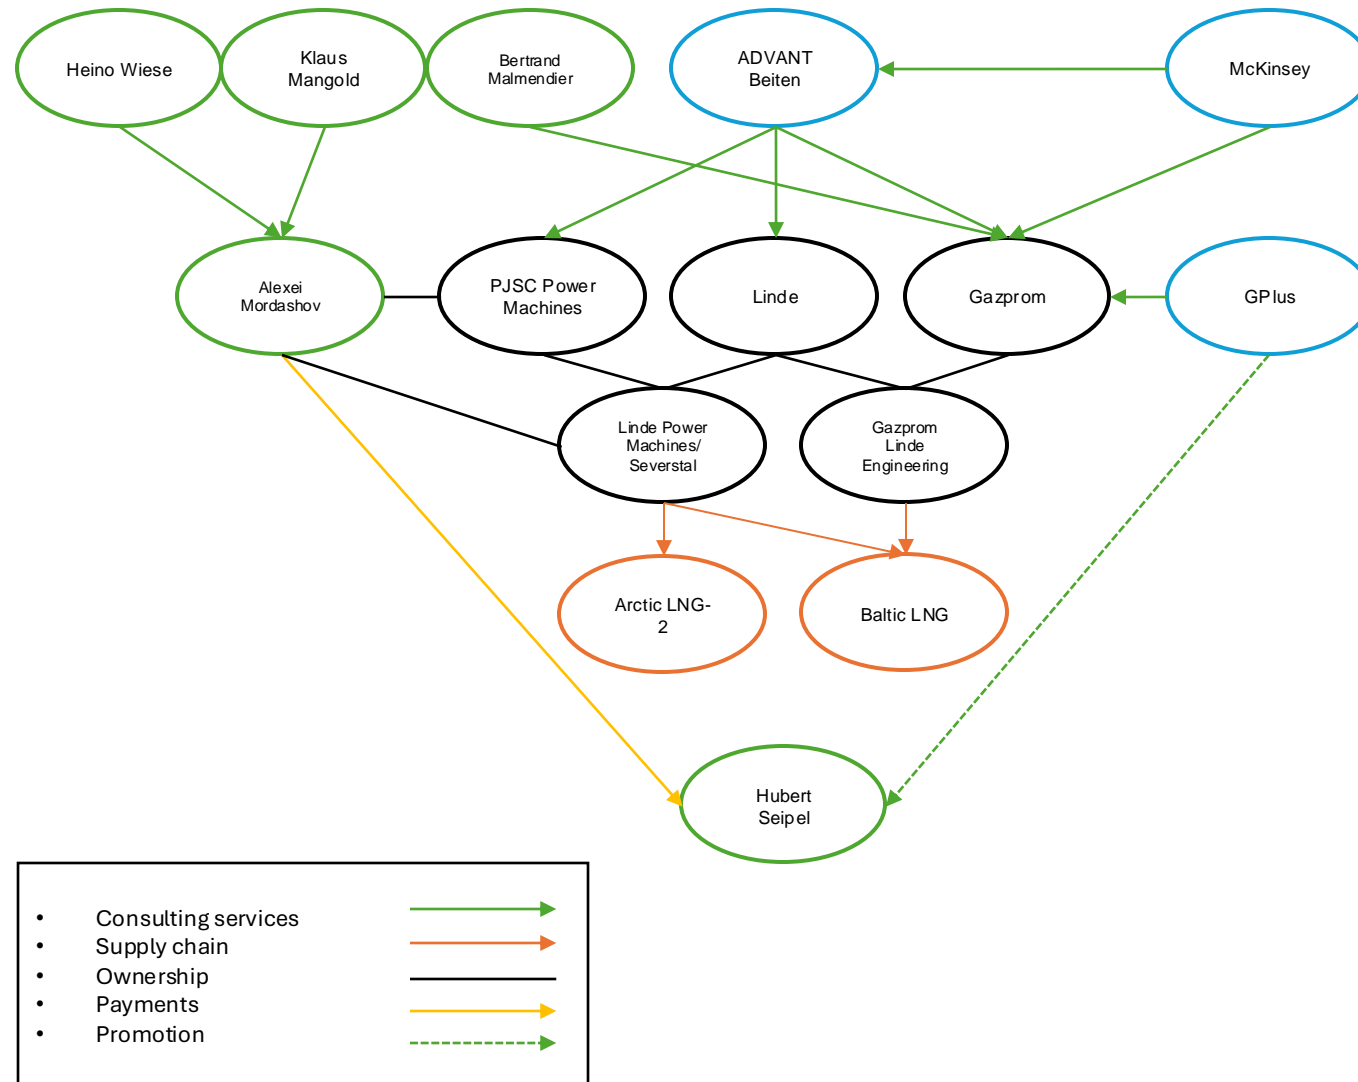 Heino Wiese
Klaus
Mangold
Bertrand
Malmendier
ADVANT
Beiten
McKinsey
Alexei
Mordashov
PJSC Power
Machines
Linde
Gazprom
GPlus
Linde Power
Machines/
Severstal
Gazprom
Linde
Engineering
Arctic LNG-
2
Baltic LNG
Hubert
Seipel
• Consulting services
• Supply chain
• Ownership
• Payments
• Promotion